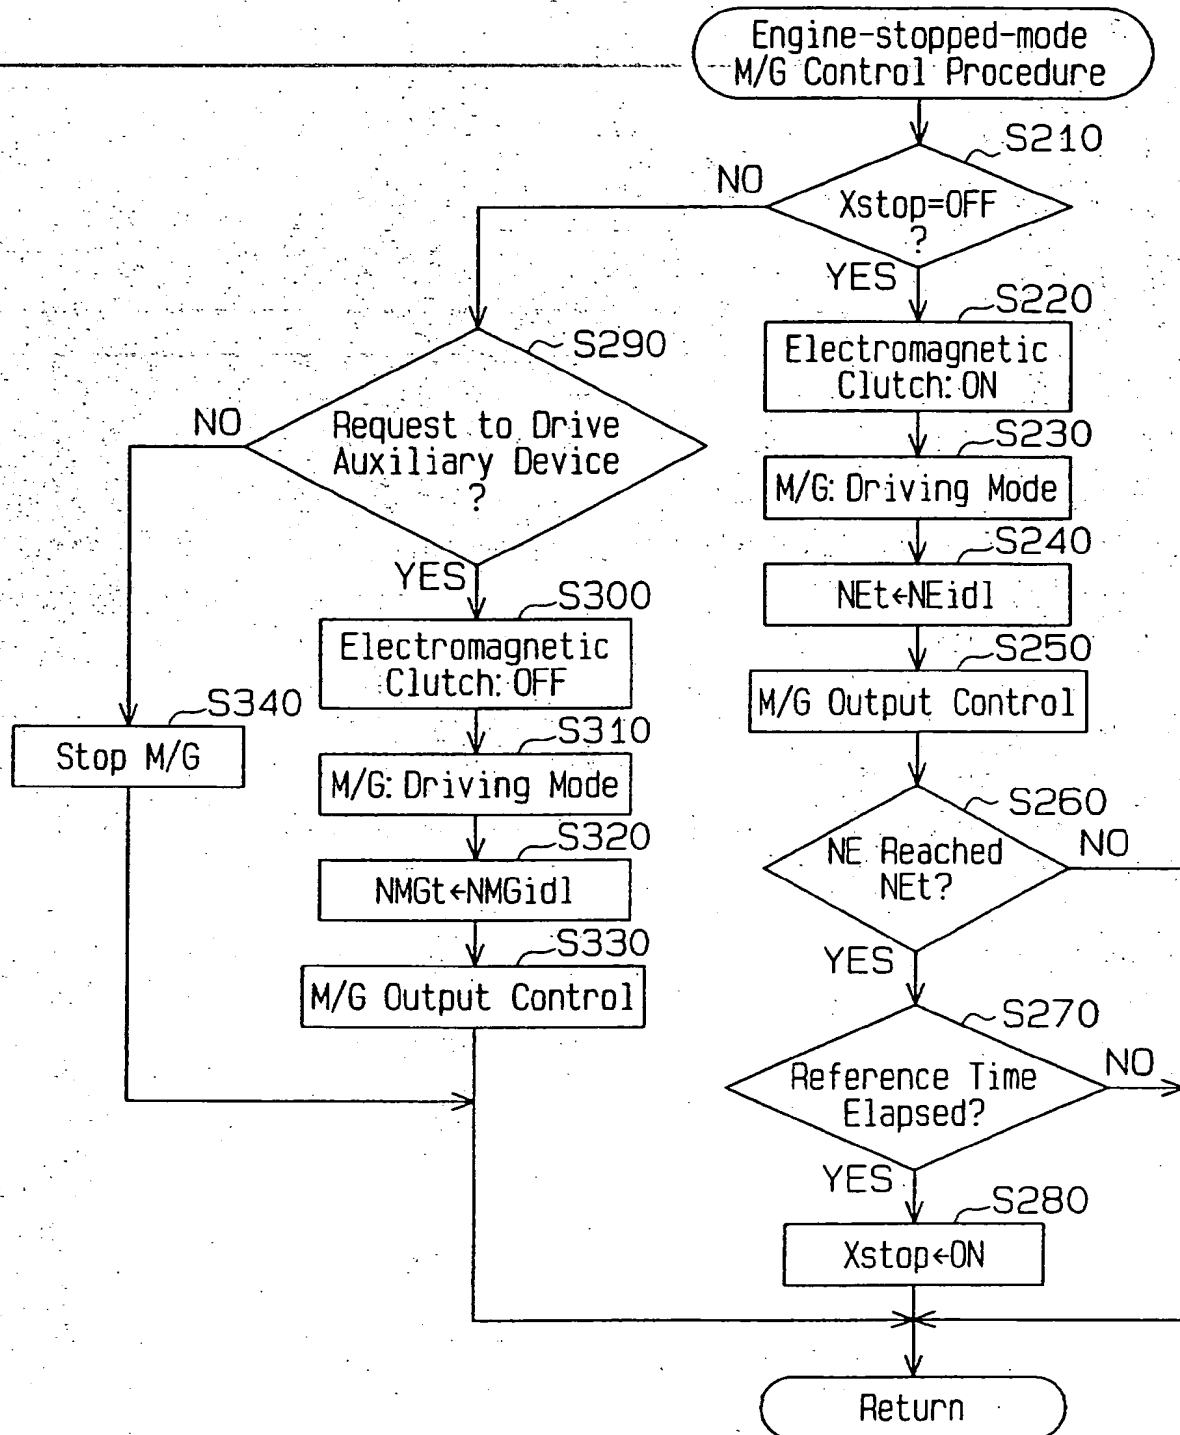 Engine-stopped-mode
M/G Control Procedure
S210
NO
Xstop=OFF
?
YES
S220
Electromagnetic
Clutch: ON
S230
M/G: Driving Mode
S240
NEt←NEidl
S250
M/G Output Control
S260
NE Reached
NEt?
NO
YES
S270
Reference Time
Elapsed?
NO
YES
S280
Xstop←ON
S290
NO
Request to Drive
Auxiliary Device
?
YES
S300
Electromagnetic
Clutch: OFF
S310
M/G: Driving Mode
S320
NMGt←NMGidl
S330
M/G Output Control
S340
Stop M/G
Return